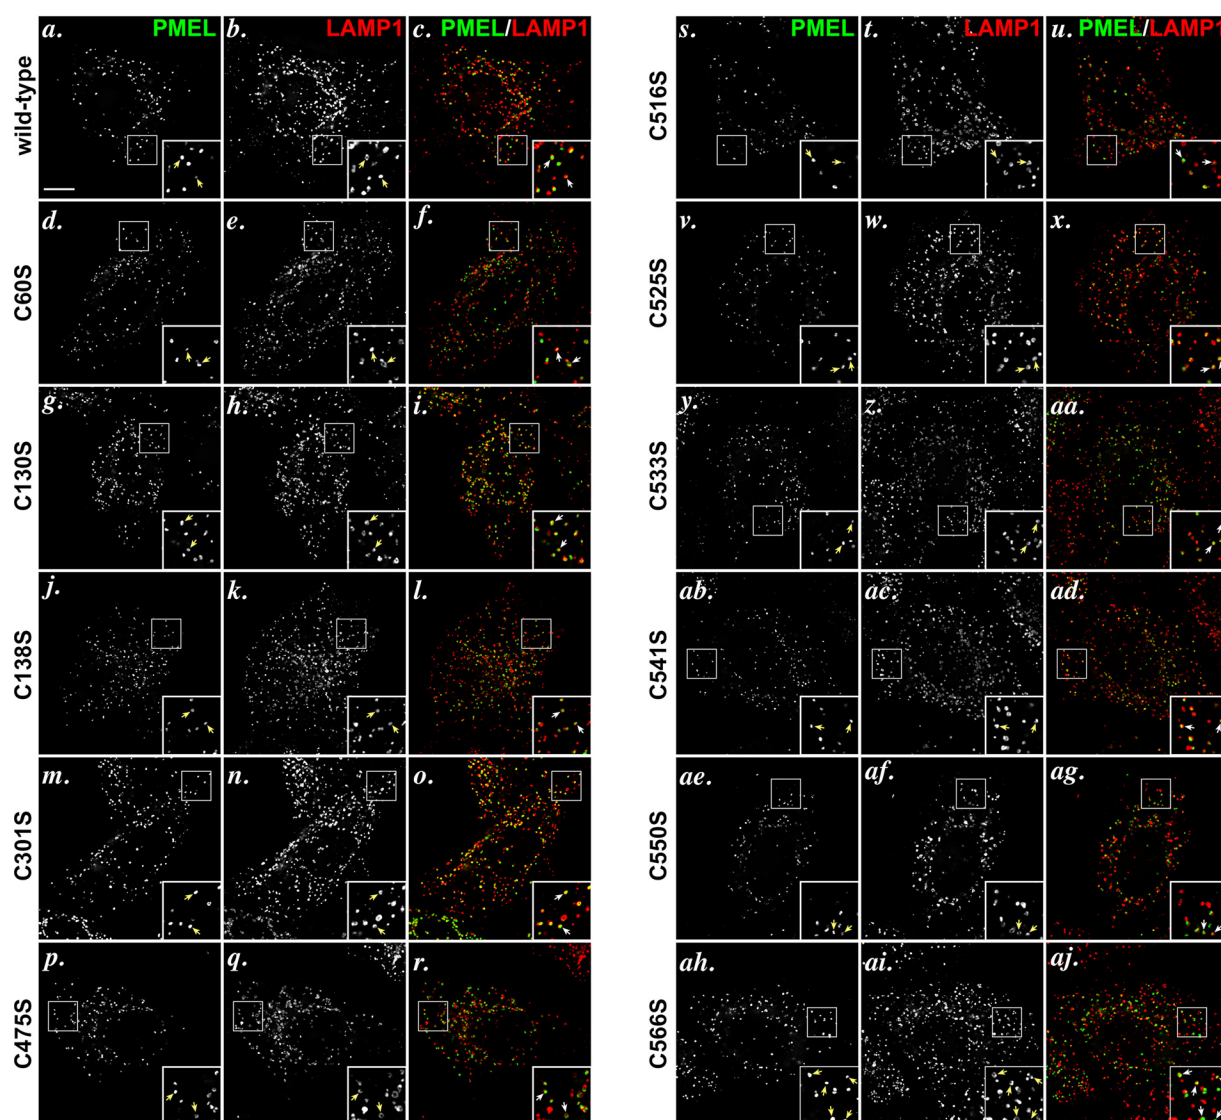 a. PMEL b. LAMP1 c. PMEL/LAMP1
wild-type
d. e. f.
C60S
g. h. i.
C130S
j. k. l.
C138S
m. n. o.
C301S
p. q. r.
C475S
s. PMEL t. LAMP1 u. PMEL/LAMP1
C516S
v. w. x.
C525S
y. z. aa.
C533S
ab. ac. ad.
C541S
ae. af. ag.
C550S
ah. ai. aj.
C566S